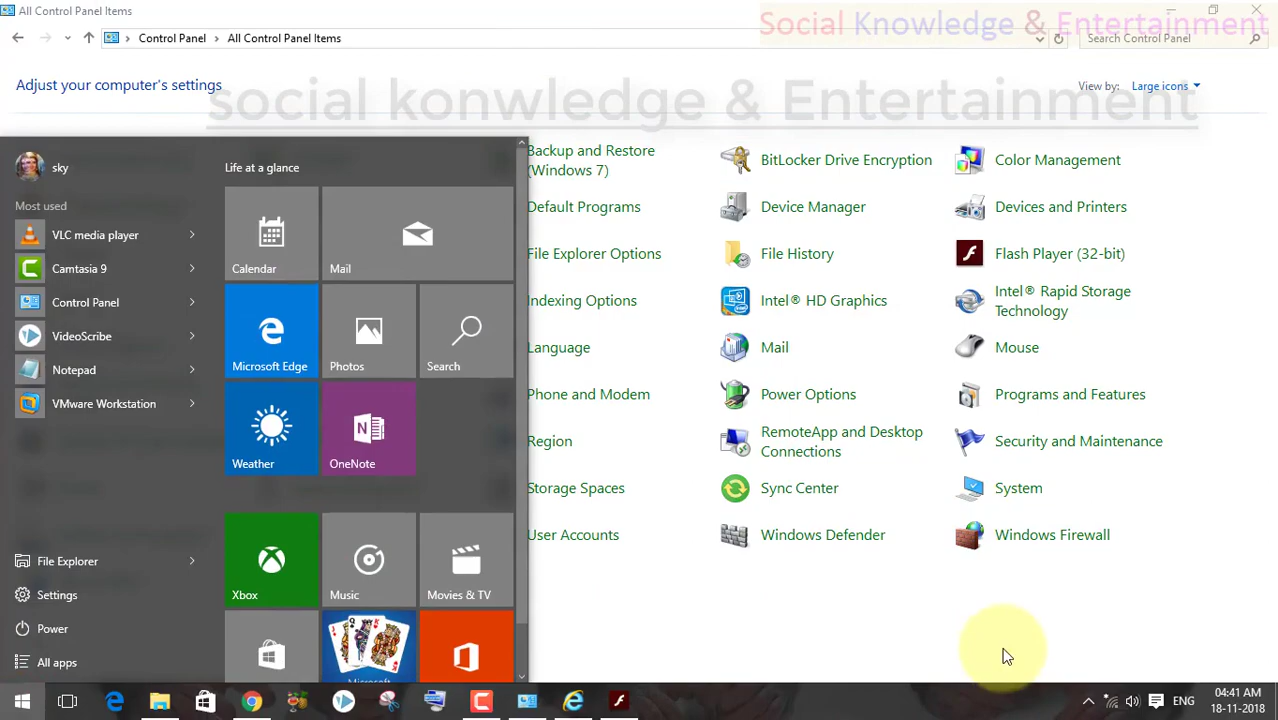 All Control Panel Items
Social Knowledge & Entertainment
Control Panel
All Control Panel Items
Search Control Panel
Adjust your computer's settings
View by:
Large icons
social konwledge & Entertainment
sky
Most used
VLC media player
Camtasia 9
Control Panel
VideoScribe
Notepad
VMware Workstation
File Explorer
Settings
Power
All apps
Life at a glance
Calendar
Mail
Microsoft Edge
Photos
Search
Weather
OneNote
Xbox
Music
Movies & TV
Microsoft
Backup and Restore
(Windows 7)
BitLocker Drive Encryption
Color Management
Default Programs
Device Manager
Devices and Printers
File Explorer Options
File History
Flash Player (32-bit)
Indexing Options
Intel® HD Graphics
Intel® Rapid Storage
Technology
Language
Mail
Mouse
Phone and Modem
Power Options
Programs and Features
Region
RemoteApp and Desktop
Connections
Security and Maintenance
Storage Spaces
Sync Center
System
User Accounts
Windows Defender
Windows Firewall
ENG
04:41 AM
18-11-2018